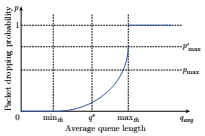 p
1
p'max
pmax
Packet dropping probability
0
minth
q*
maxth
qavg
Average queue length